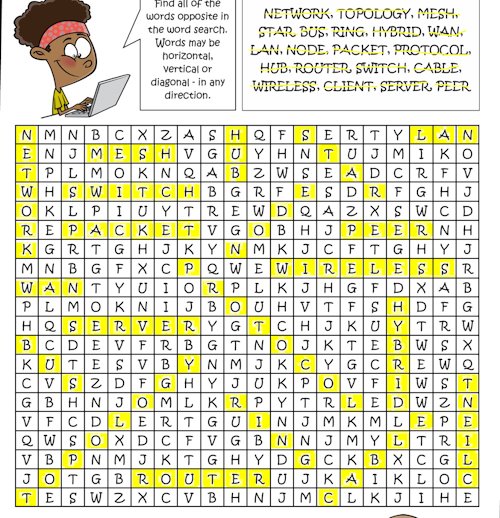 Find all of the
words opposite in
the word search.
Words may be
horizontal,
vertical or
diagonal - in any
direction.
NETWORK, TOPOLOGY, MESH,
STAR, BUS, RING, HYBRID, WAN,
LAN, NODE, PACKET, PROTOCOL,
HUB, ROUTER, SWITCH, CABLE,
WIRELESS, CLIENT, SERVER, PEER
N M N B C X Z A S H Q F S E R T Y L A N
E N J M E S H V G U Y H N T U J M I K O
T P L M O K N Q A B Z W S E A D C R F V
W H S W I T C H B G R F E S D R F G H J
O K L P I U Y T R E W D Q A Z X S W C D
R E P A C K E T V G O B H J P E E R N H
K G R T G H J K Y N M K J C F T G H Y J
M N B G F X C P Q W E W I R E L E S S R
W A N T Y U I O R P L K J H G F D X A B
P L M O K N I J B O U H V T F S H D F G
H Q S E R V E R Y G T C H J K U Y T R W
B C D E V F R B G T N O J K T E B W S X
K U T E S V B Y N M J K C Y G C R E W Q
C V S Z D F G H Y J U K P O V F I W S T
G B H N J O M L K R P Y T R L E D W Z N
V F C D L E R T G U I N J M K M L E P E
Q W S O X D C F V G B N N J M Y L T R I
V B P N M J K T G H Y D G C K B X C G L
J O T G B R O U T E R U J K A I K L O C
T E S W Z X C V B H N J M C L K J I H E